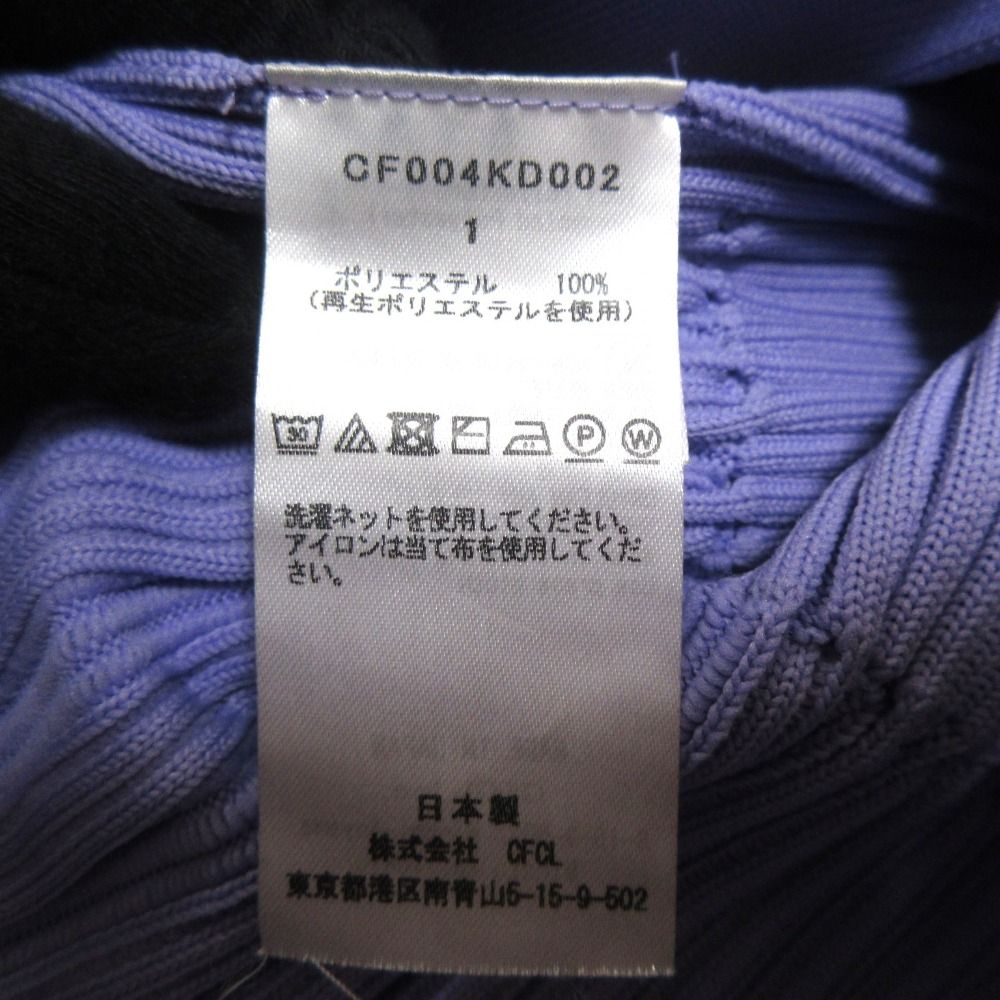 CF004KD002
1
ポリエステル 100%
(再生ポリエステルを使用)
30 P W
洗濯ネットを使用してください。
アイロンは当て布を使用してくだ
さい。
日本製
株式会社 CFCL
東京都港区南青山5-15-9-502